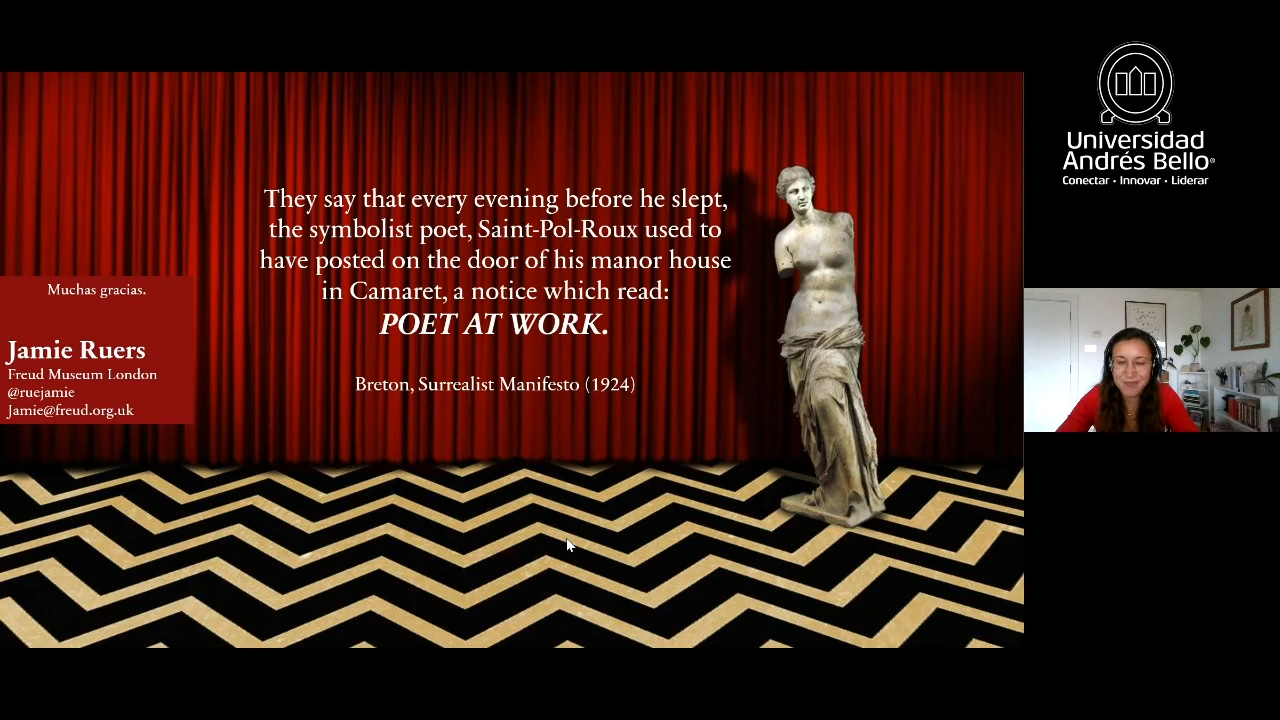 They say that every evening before he slept,
the symbolist poet, Saint-Pol-Roux used to
have posted on the door of his manor house
in Camaret, a notice which read:
POET AT WORK.
Breton, Surrealist Manifesto (1924)
Muchas gracias.
Jamie Ruers
Freud Museum London
@ruejamie
Jamie@freud.org.uk
Universidad
Andrés Bello®
Conectar • Innovar • Liderar